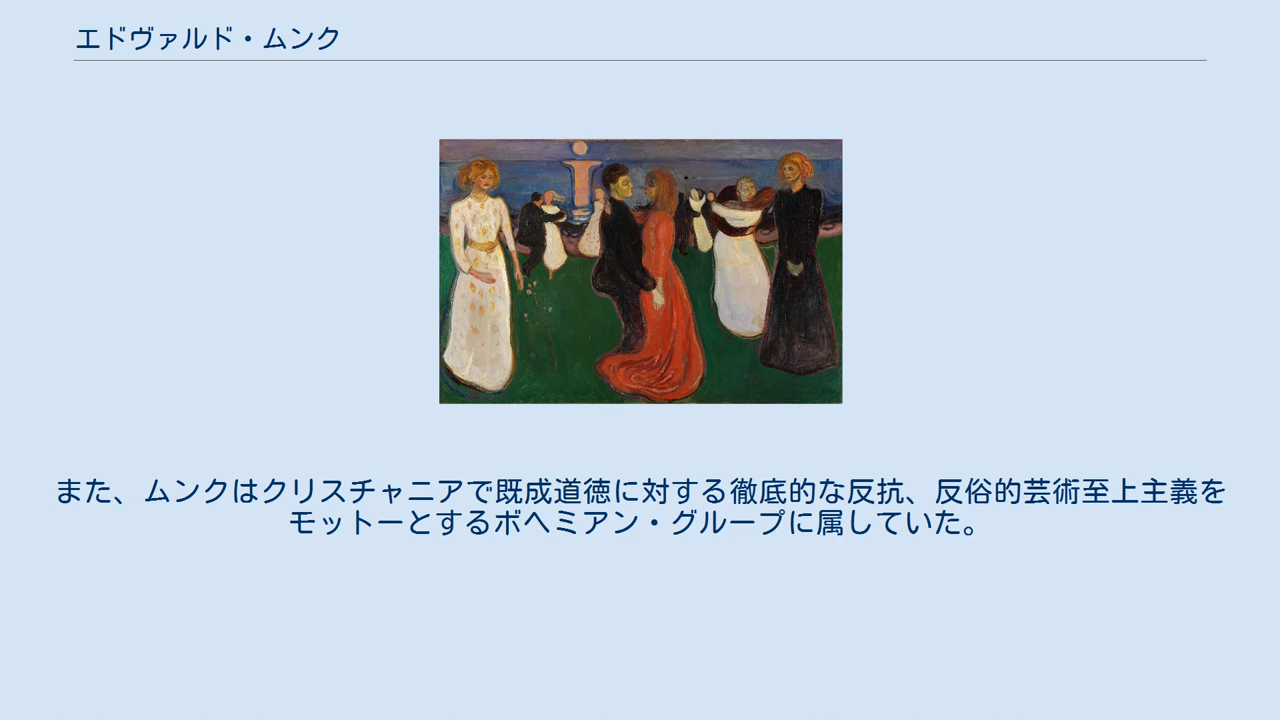 エドヴァルド・ムンク
また、ムンクはクリスチャニアで既成道徳に対する徹底的な反抗、反俗的芸術至上主義を
モットーとするボヘミアン・グループに属していた。